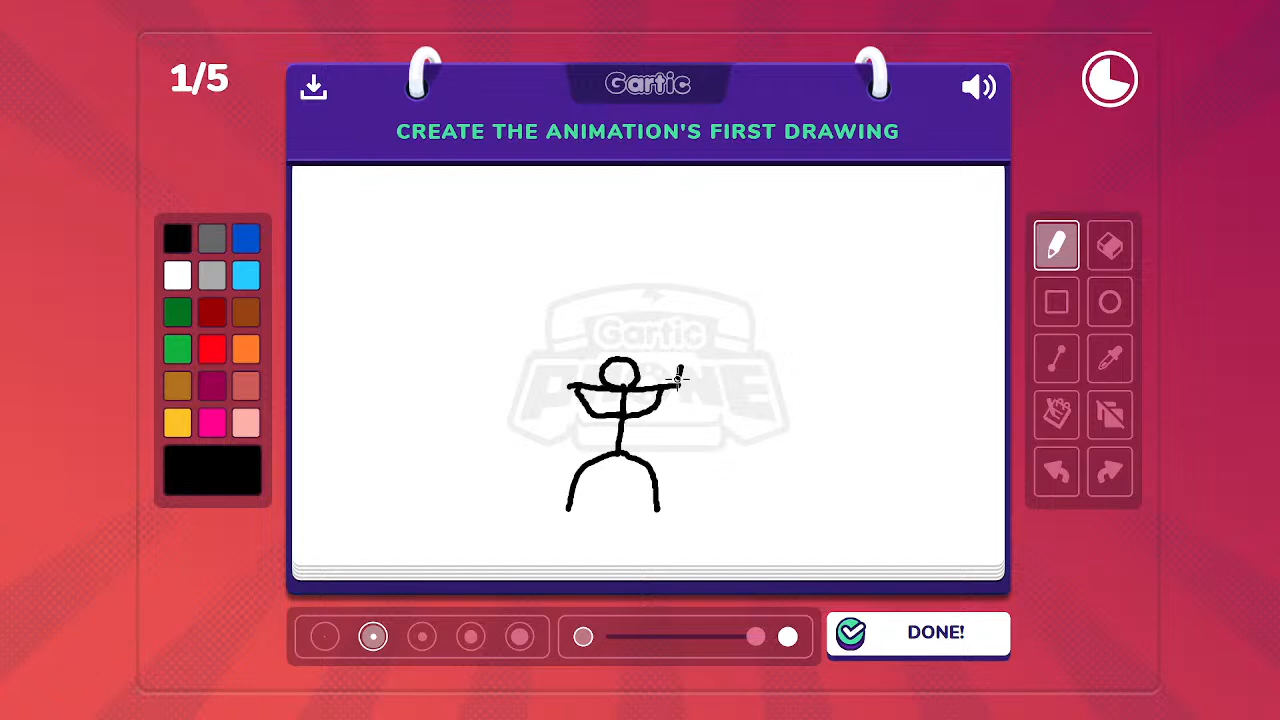 1/5
Gartic
CREATE THE ANIMATION'S FIRST DRAWING
Gartic
PHONE
DONE!